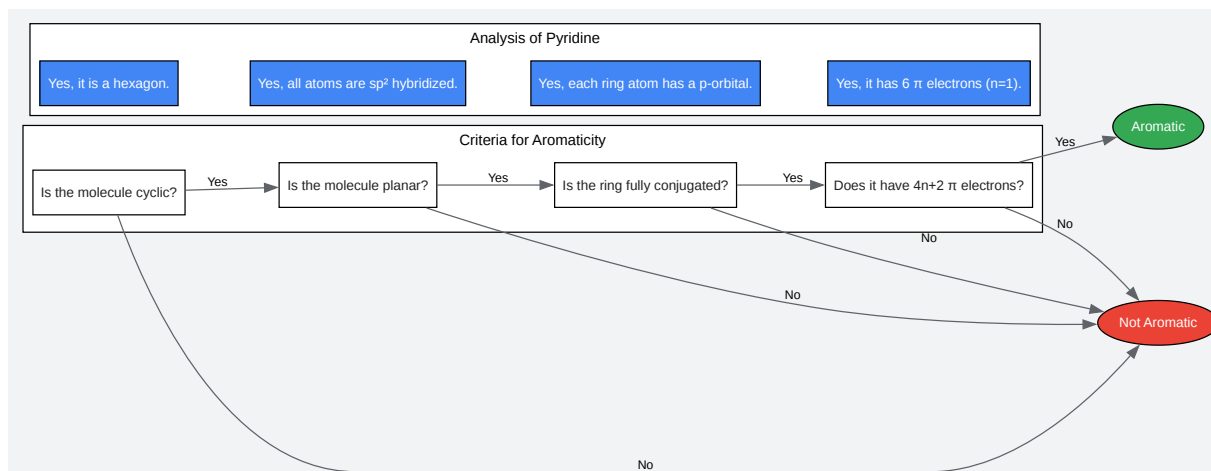 Analysis of Pyridine
Yes, it is a hexagon.
Yes, all atoms are sp² hybridized.
Yes, each ring atom has a p-orbital.
Yes, it has 6 π electrons (n=1).
Aromatic
Criteria for Aromaticity
Yes
Is the molecule cyclic?
Yes
Is the molecule planar?
Yes
Is the ring fully conjugated?
Yes
Does it have 4n+2 π electrons?
No
No
No
Not Aromatic
No